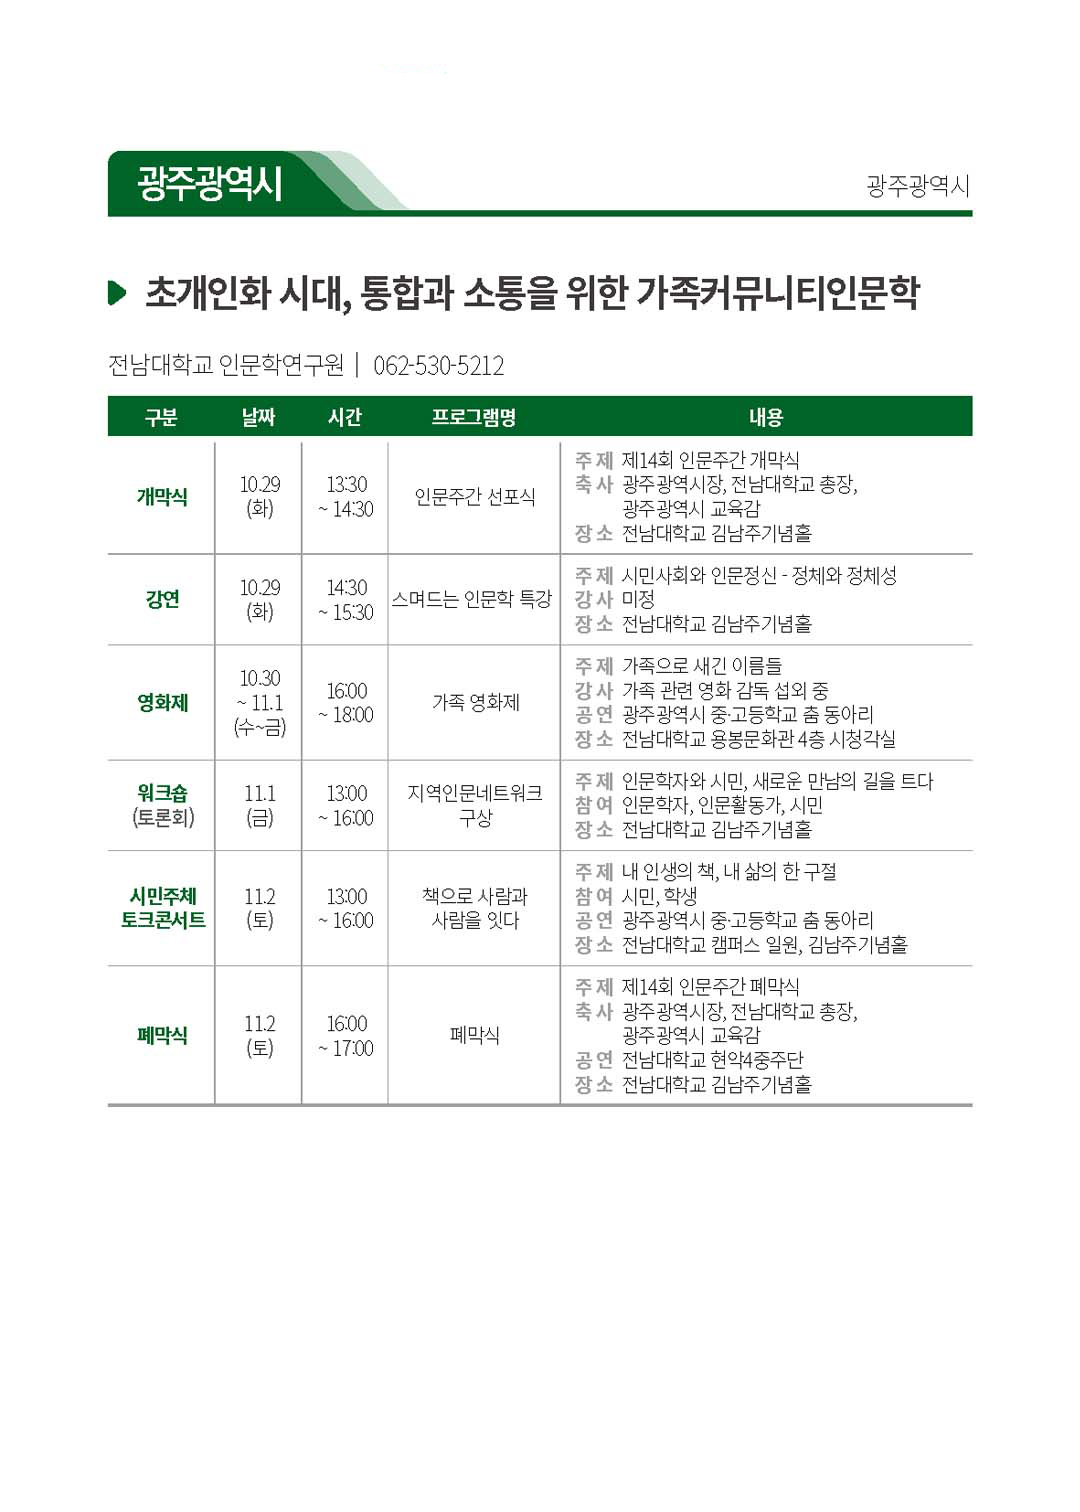 광주광역시
광주광역시
초개인화 시대, 통합과 소통을 위한 가족커뮤니티인문학
전남대학교 인문학연구원 | 062-530-5212
구분 날짜 시간 프로그램명 내용
개막식
10.29
(화)
13:30
~ 14:30
인문주간 선포식
주 제 제14회 인문주간 개막식
축 사 광주광역시장, 전남대학교 총장,
광주광역시 교육감
장 소 전남대학교 김남주기념홀
강연
10.29
(화)
14:30
~ 15:30
스며드는 인문학 특강
주 제 시민사회와 인문정신 - 정체와 정체성
강 사 미정
장 소 전남대학교 김남주기념홀
영화제
10.30
~ 11.1
(수~금)
16:00
~ 18:00
가족 영화제
주 제 가족으로 새긴 이름들
강 사 가족 관련 영화 감독 섭외 중
공 연 광주광역시 중·고등학교 춤 동아리
장 소 전남대학교 용봉문화관 4층 시청각실
워크숍
(토론회)
11.1
(금)
13:00
~ 16:00
지역인문네트워크
구상
주 제 인문학자와 시민, 새로운 만남의 길을 트다
참 여 인문학자, 인문활동가, 시민
장 소 전남대학교 김남주기념홀
시민주체
토크콘서트
11.2
(토)
13:00
~ 16:00
책으로 사람과
사람을 잇다
주 제 내 인생의 책, 내 삶의 한 구절
참 여 시민, 학생
공 연 광주광역시 중·고등학교 춤 동아리
장 소 전남대학교 캠퍼스 일원, 김남주기념홀
폐막식
11.2
(토)
16:00
~ 17:00
폐막식
주 제 제14회 인문주간 폐막식
축 사 광주광역시장, 전남대학교 총장,
광주광역시 교육감
공 연 전남대학교 현악4중주단
장 소 전남대학교 김남주기념홀